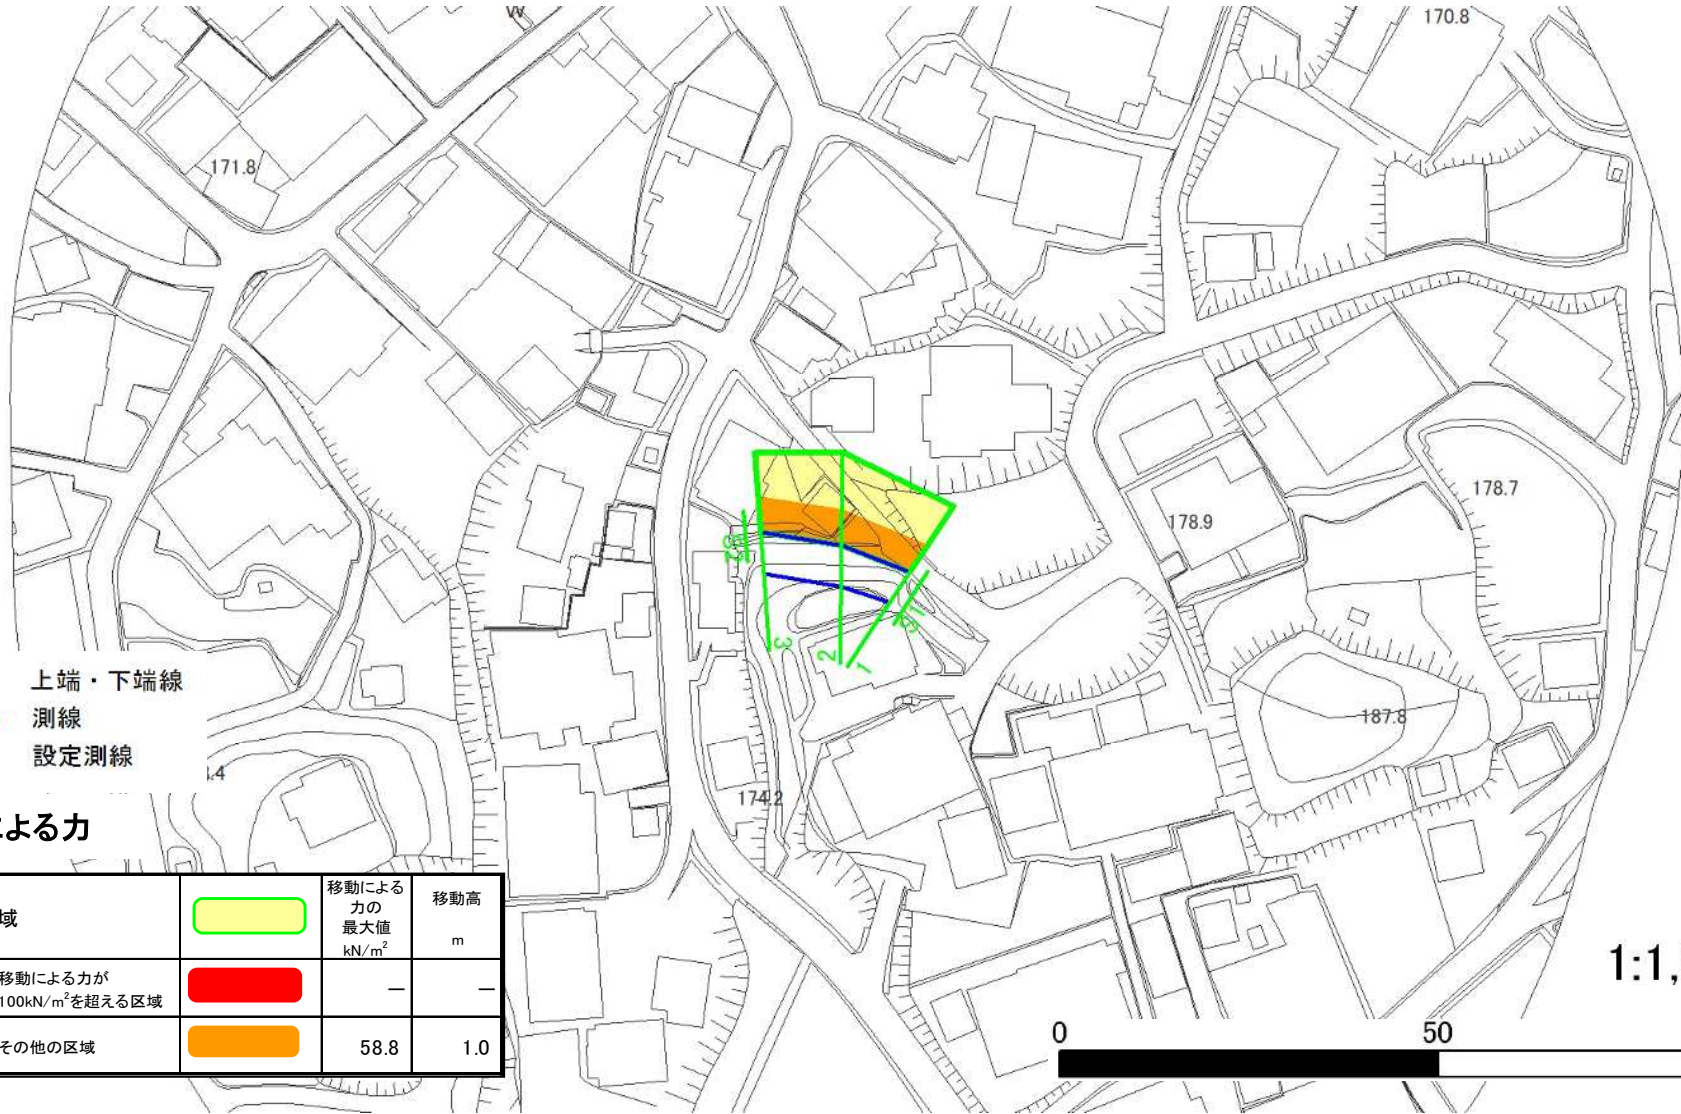 170.8
171.8
178.7
178.9
3
2
1
187.8
上端・下端線
測線
設定測線
.4
174.2
による力
域
移動による
力の
最大値
kN/m²
移動高
m
移動による力が
100kN/m²を超える区域
—
—
その他の区域
58.8
1.0
1:1,
0
50